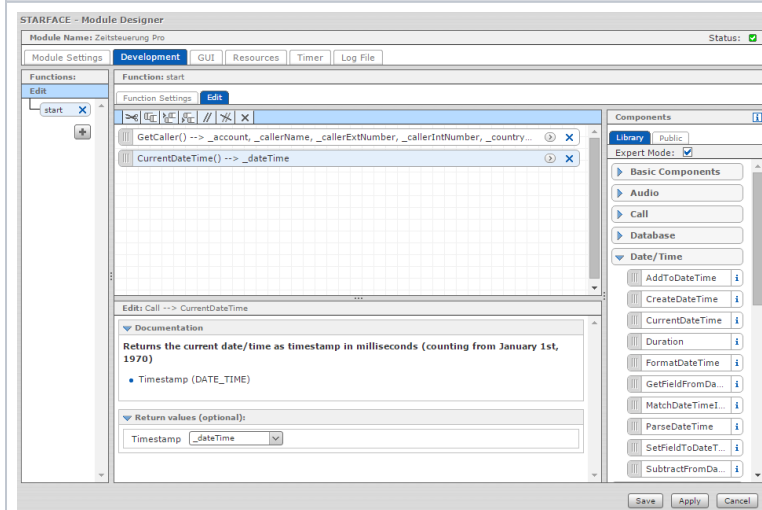 STARFACE - Module Designer
Module Name: Zeitsteuerung Pro
Status:
Module Settings
Development
GUI
Resources
Timer
Log File
Functions:
Function: start
Edit
start
Function Settings
Edit
GetCaller() --> _account, _callerName, _callerExtNumber, _callerIntNumber, _country...
CurrentDateTime() --> _dateTime
Components
Library
Public
Expert Mode:
Basic Components
Audio
Call
Database
Date/Time
AddToDateTime
CreateDateTime
CurrentDateTime
Duration
FormatDateTime
GetFieldFromDa...
MatchDateTimeI...
ParseDateTime
SetFieldToDateT...
SubtractFromDa...
Edit: Call --> CurrentDateTime
Documentation
Returns the current date/time as timestamp in milliseconds (counting from January 1st,
1970)
Timestamp (DATE_TIME)
Return values (optional):
Timestamp _dateTime
Save
Apply
Cancel